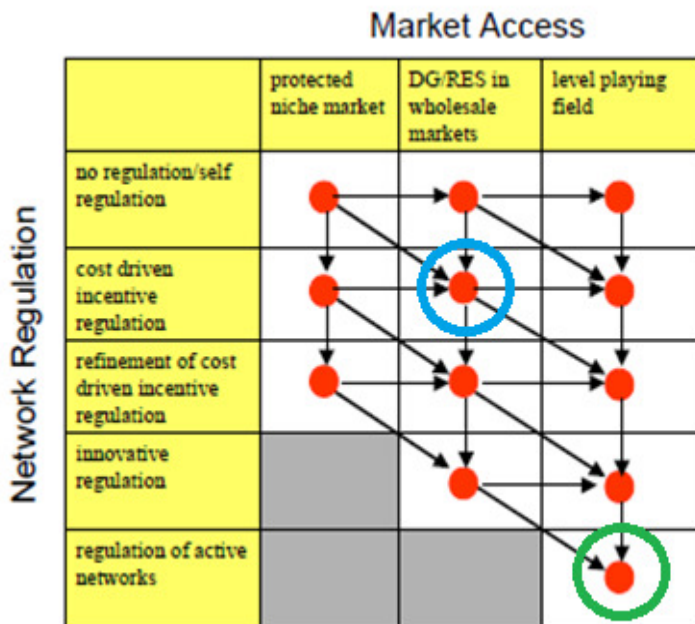 Market Access
protected
niche market
DG/RES in
wholesale
markets
level playing
field
Network Regulation
no regulation/self
regulation
cost driven
incentive
regulation
refinement of cost
driven incentive
regulation
innovative
regulation
regulation of active
networks